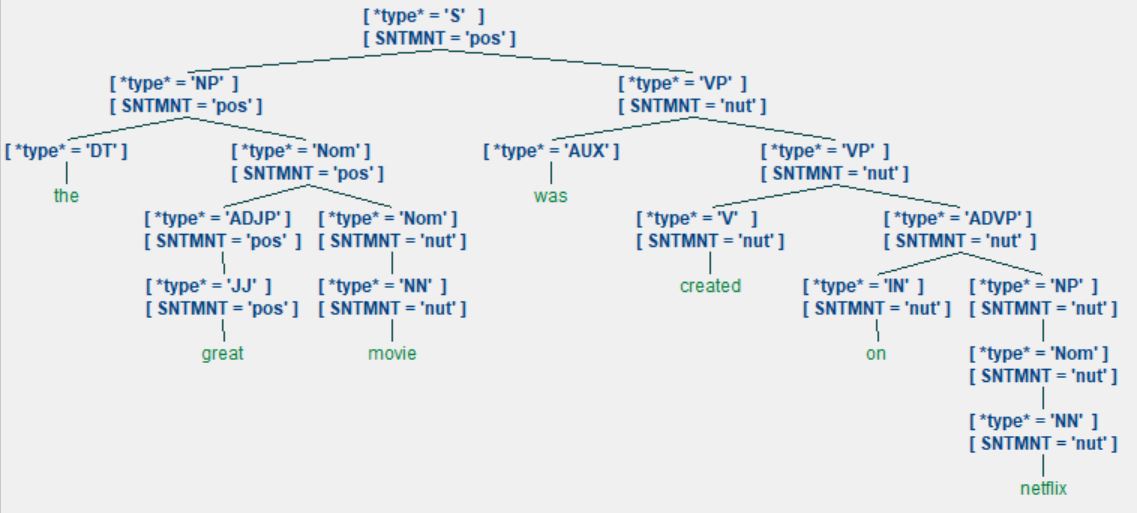 [ *type* = 'S' ]
[ SNTMNT = 'pos' ]
[ *type* = 'NP' ] [ *type* = 'VP' ]
[ SNTMNT = 'pos' ] [ SNTMNT = 'nut' ]
[ *type* = 'DT' ] [ *type* = 'Nom' ] [ *type* = 'AUX' ] [ *type* = 'VP' ]
[ SNTMNT = 'pos' ] [ SNTMNT = 'nut' ]
the was
[ *type* = 'ADJP' ] [ *type* = 'Nom' ] [ *type* = 'V' ] [ *type* = 'ADVP' ]
[ SNTMNT = 'pos' ] [ SNTMNT = 'nut' ] [ SNTMNT = 'nut' ] [ SNTMNT = 'nut' ]
[ *type* = 'JJ' ] [ *type* = 'NN' ] created [ *type* = 'IN' ] [ *type* = 'NP' ]
[ SNTMNT = 'pos' ] [ SNTMNT = 'nut' ] [ SNTMNT = 'nut' ] [ SNTMNT = 'nut' ]
great movie on [ *type* = 'Nom' ]
[ SNTMNT = 'nut' ]
[ *type* = 'NN' ]
[ SNTMNT = 'nut' ]
netflix